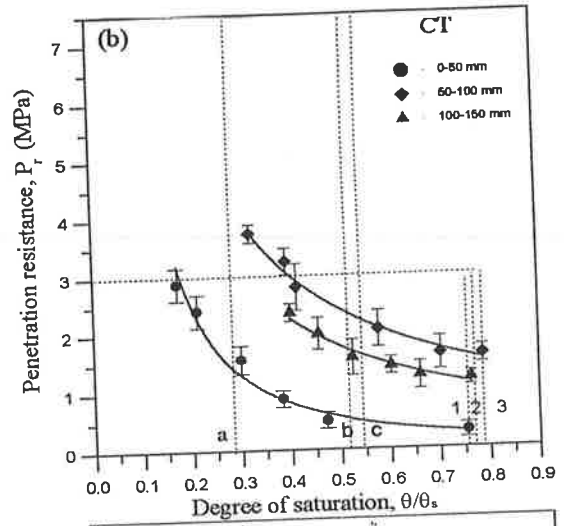 (b)
CT
0-50 mm
50-100 mm
100-150 mm
Penetration resistance, Pr (MPa)
7
6
5
4
3
2
1
0
a
b
c
1
2
3
0.0 0.1 0.2 0.3 0.4 0.5 0.6 0.7 0.8 0.9
Degree of saturation, θ/θs